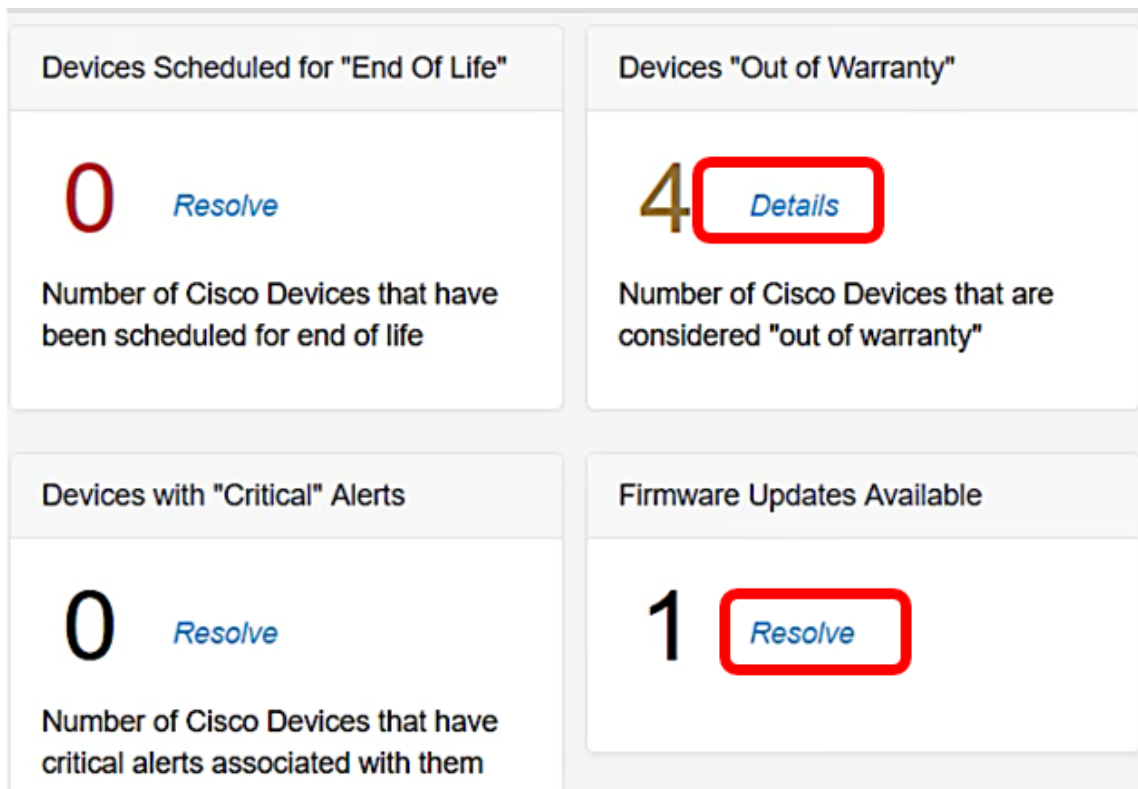 Devices Scheduled for "End Of Life"
0 Resolve
Number of Cisco Devices that have
been scheduled for end of life
Devices "Out of Warranty"
4 Details
Number of Cisco Devices that are
considered "out of warranty"
Devices with "Critical" Alerts
0 Resolve
Number of Cisco Devices that have
critical alerts associated with them
Firmware Updates Available
1 Resolve